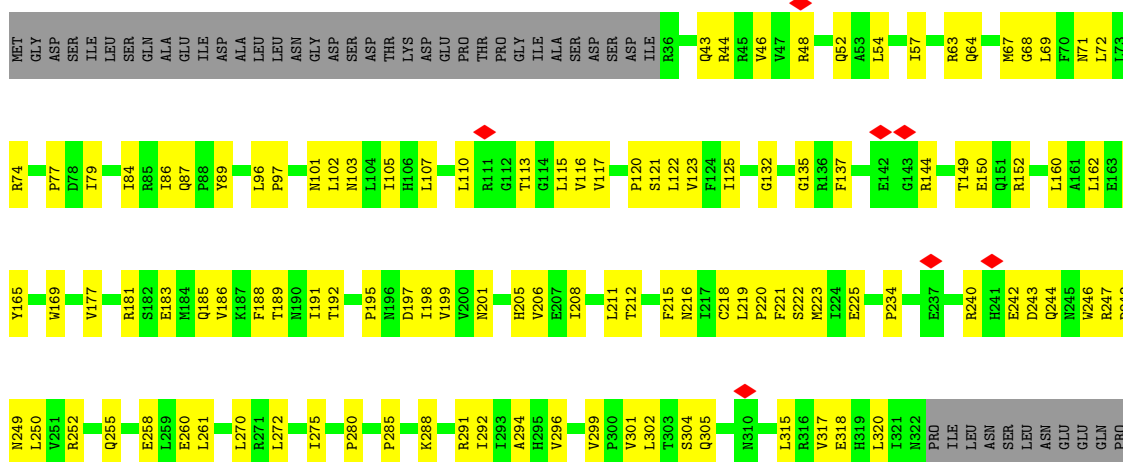 MET GLY ASP SER ILE LEU SER GLN ALA GLU ILE ASP ALA LEU LEU ASN GLY ASP SER ASP THR LYS ASP GLU PRO THR PRO GLY ILE ALA SER ASP SER ASP ILE R36 Q43 R44 R45 V46 V47 R48 Q52 A53 L54 I57 R63 Q64 M67 G68 L69 F70 N71 L72 L73
R74 P77 D78 I79 I84 R85 I86 Q87 P88 Y89 L96 P97 N101 L102 N103 L104 I105 H106 L107 L110 R111 G112 T113 G114 L115 V116 V117 P120 S121 L122 V123 F124 I125 G132 G135 R136 F137 E142 G143 R144 T149 E150 Q151 R152 L160 A161 L162 E163
Y165 W169 V177 R181 S182 E183 M184 Q185 V186 K187 F188 T189 N190 I191 T192 P195 N196 D197 I198 V199 V200 N201 H205 V206 E207 I208 L211 T212 F215 N216 I217 C218 L219 P220 F221 S222 M223 I224 E225 P234 E237 R240 H241 E242 D243 Q244 N245 W246 R247
N249 L250 V251 R252 Q255 E258 L259 E260 L261 L270 R271 L272 I275 P280 P285 K288 R291 I292 I293 A294 H295 V296 V299 P300 V301 L302 T303 S304 Q305 N310 L315 R316 V317 E318 H319 L320 I321 N322 PRO ILE LEU ASN SER LEU ASN GLU GLU GLN PRO